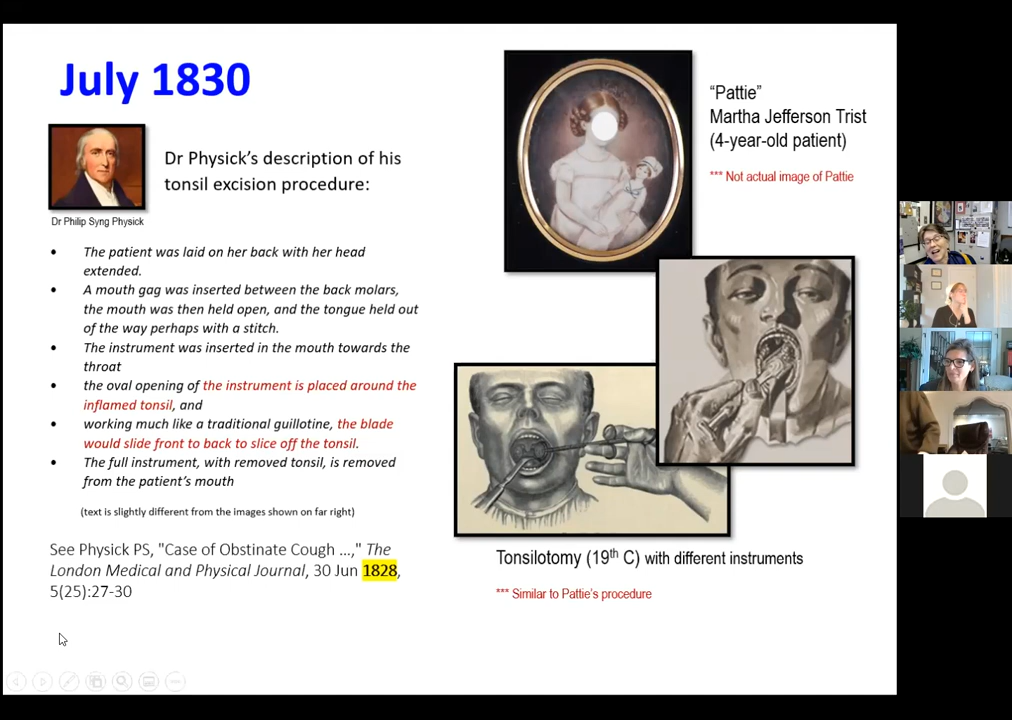 July 1830
Dr Physick's description of his
tonsil excision procedure:
Dr Philip Syng Physick
• The patient was laid on her back with her head
extended.
• A mouth gag was inserted between the back molars,
the mouth was then held open, and the tongue held out
of the way perhaps with a stitch.
• The instrument was inserted in the mouth towards the
throat
• the oval opening of the instrument is placed around the
inflamed tonsil, and
• working much like a traditional guillotine, the blade
would slide front to back to slice off the tonsil.
• The full instrument, with removed tonsil, is removed
from the patient's mouth
(text is slightly different from the images shown on far right)
See Physick PS, "Case of Obstinate Cough ...," The
London Medical and Physical Journal, 30 Jun 1828,
5(25):27-30
"Pattie"
Martha Jefferson Trist
(4-year-old patient)
*** Not actual image of Pattie
Tonsilotomy (19th C) with different instruments
*** Similar to Pattie's procedure